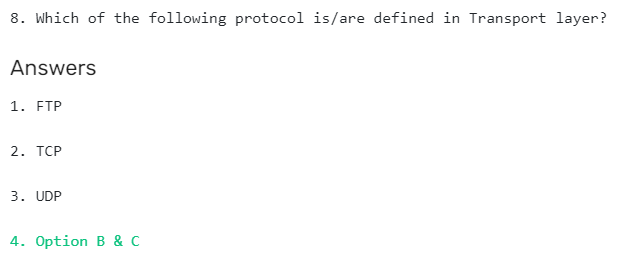 8. Which of the following protocol is/are defined in Transport layer?
Answers
1. FTP
2. TCP
3. UDP
4. Option B & C